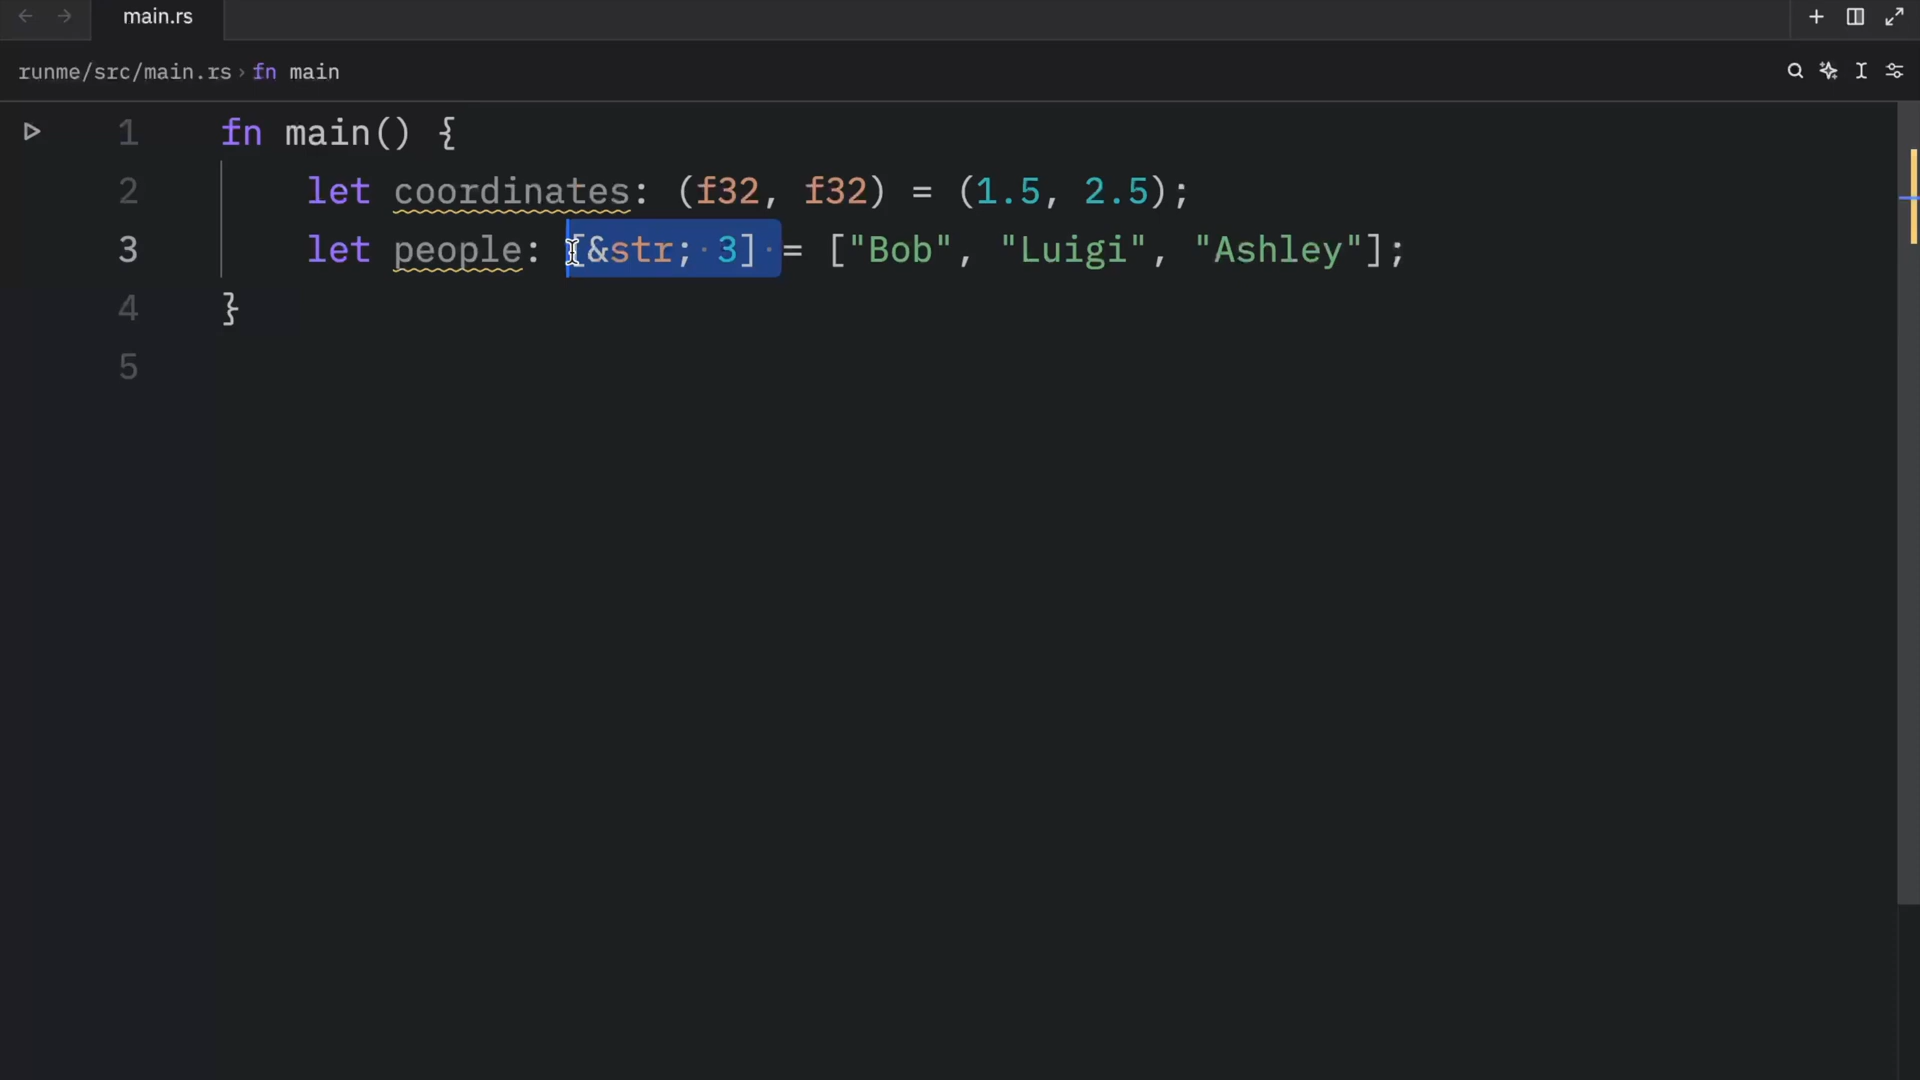 main.rs
runme/src/main.rs › fn main
1 fn main() {
2     let coordinates: (f32, f32) = (1.5, 2.5);
3     let people: [&str; 3] = ["Bob", "Luigi", "Ashley"];
4 }
5